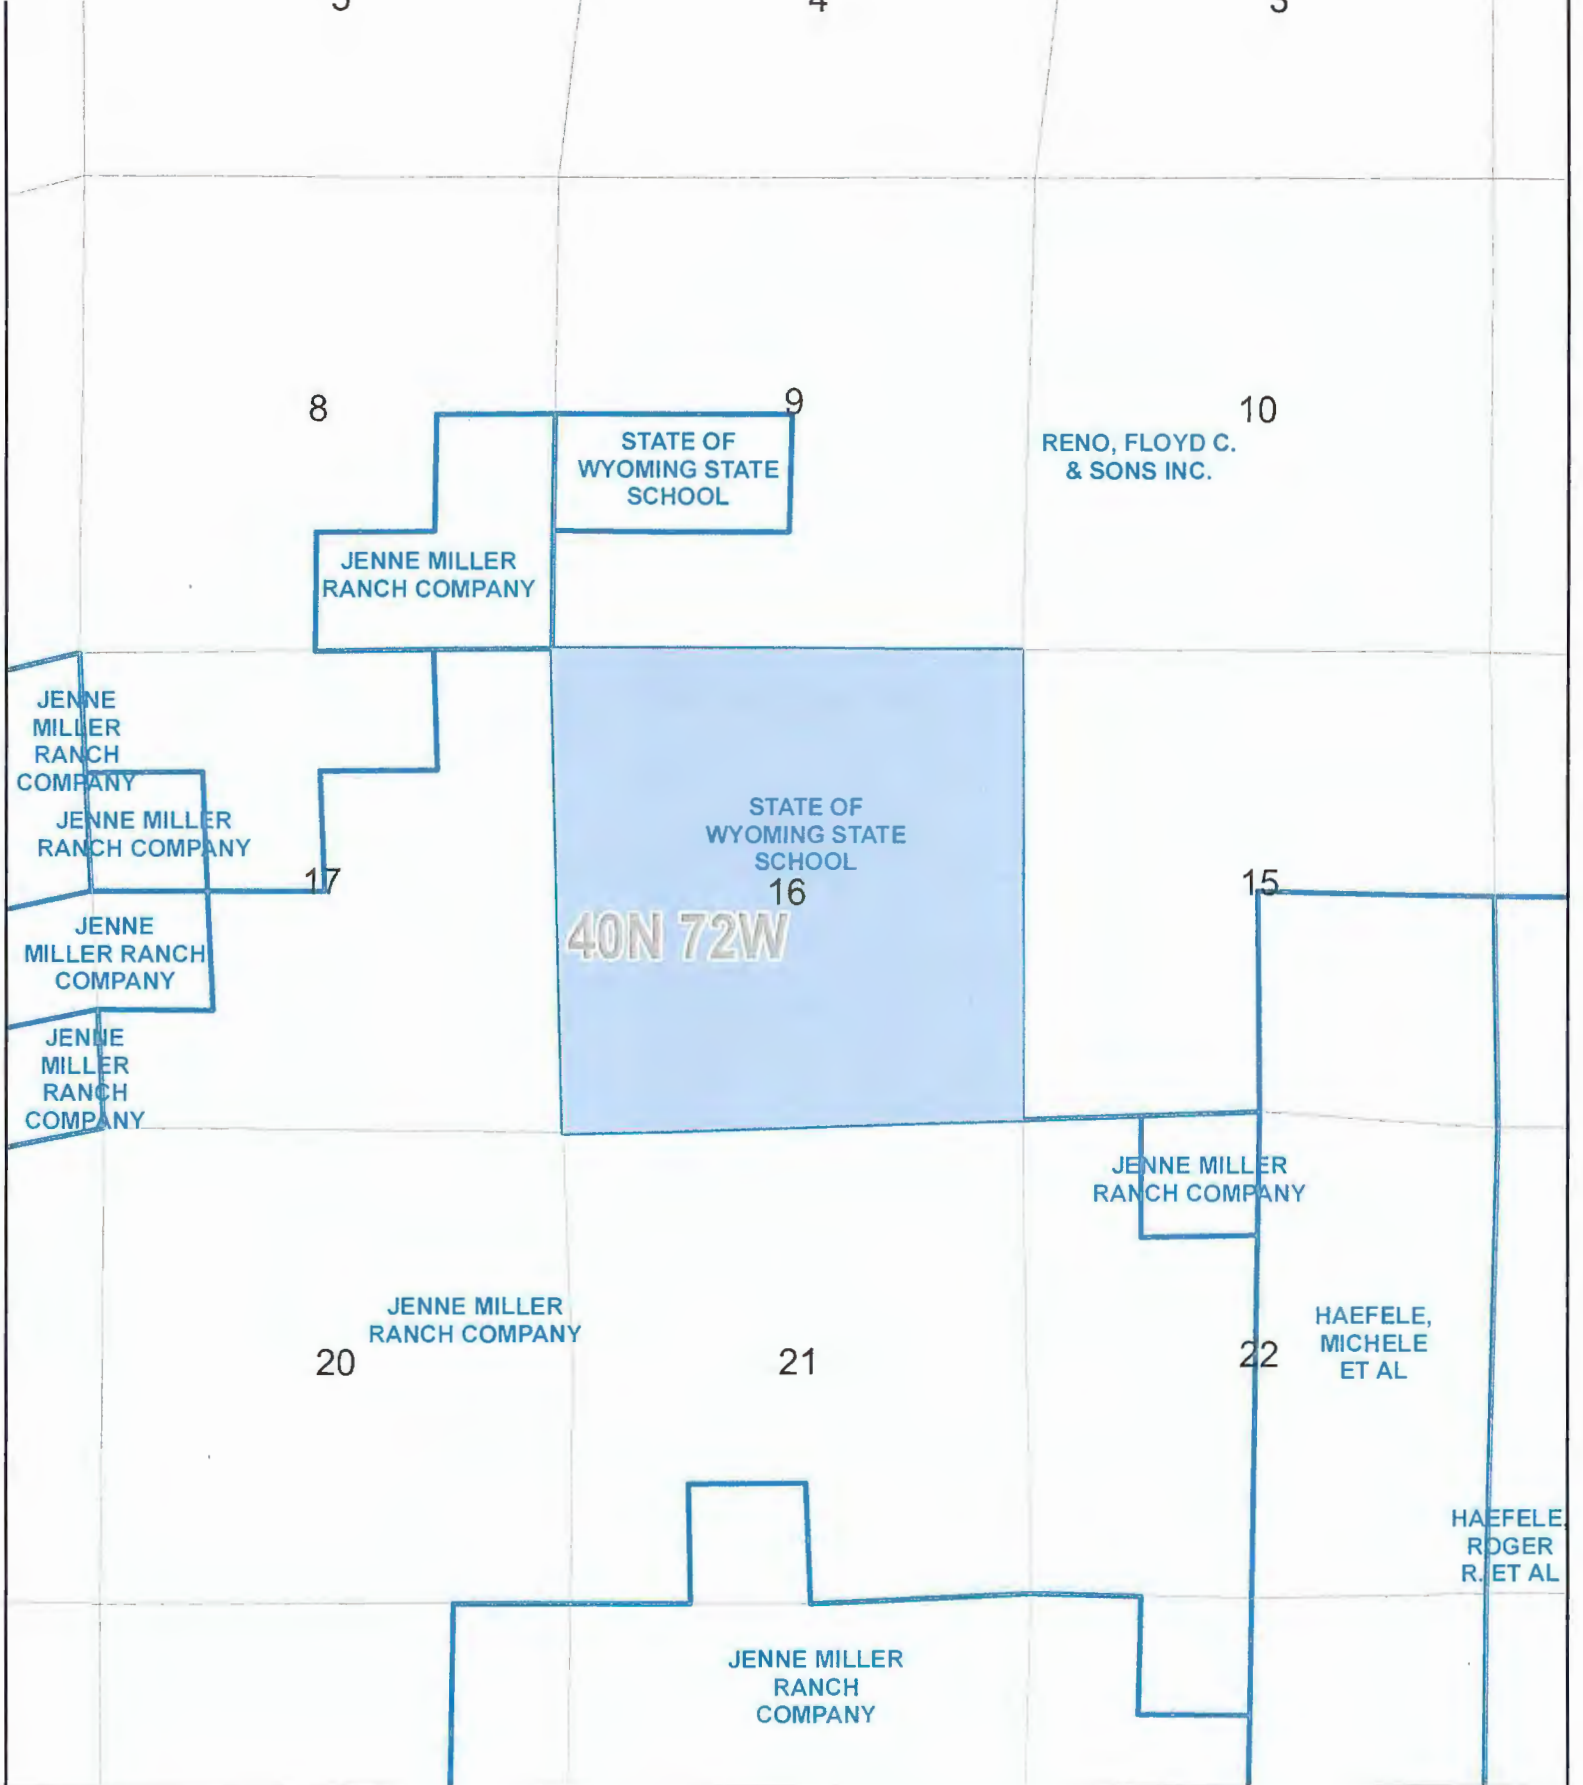 4
8
9
10
STATE OF
WYOMING STATE
SCHOOL
RENO, FLOYD C.
& SONS INC.
JENNE MILLER
RANCH COMPANY
JENNE
MILLER
RANCH
COMPANY
JENNE MILLER
RANCH COMPANY
17
STATE OF
WYOMING STATE
SCHOOL
16
15
40N 72W
JENNE
MILLER RANCH
COMPANY
JENNE
MILLER
RANCH
COMPANY
JENNE MILLER
RANCH COMPANY
JENNE MILLER
RANCH COMPANY
20
21
22
HAEFELE,
MICHELE
ET AL
HAEFELE,
ROGER
R. ET AL
JENNE MILLER
RANCH
COMPANY